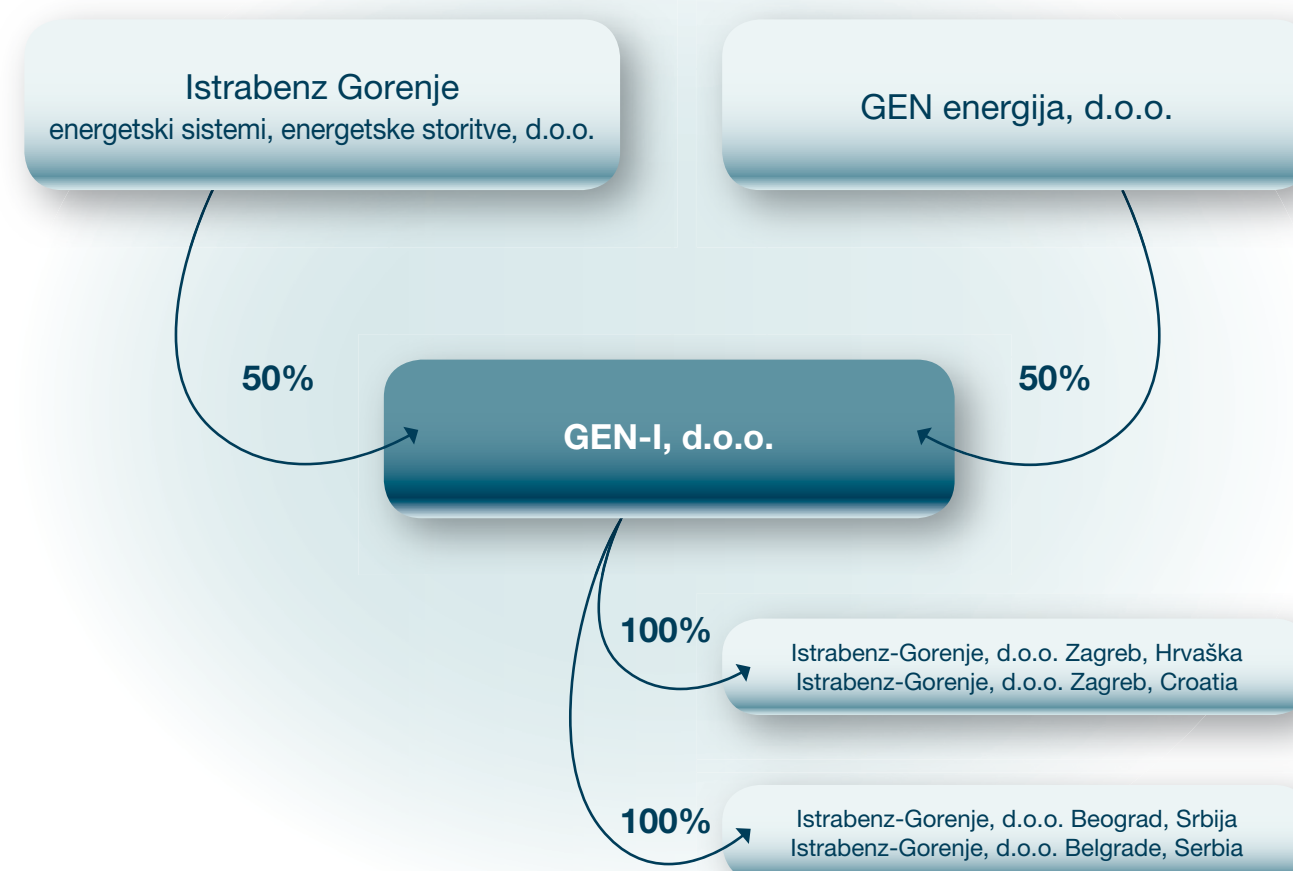 Istrabenz Gorenje
energetski sistemi, energetske storitve, d.o.o.
GEN energija, d.o.o.
50%
50%
GEN-I, d.o.o.
100%
Istrabenz-Gorenje, d.o.o. Zagreb, Hrvaška
Istrabenz-Gorenje, d.o.o. Zagreb, Croatia
100%
Istrabenz-Gorenje, d.o.o. Beograd, Srbija
Istrabenz-Gorenje, d.o.o. Belgrade, Serbia